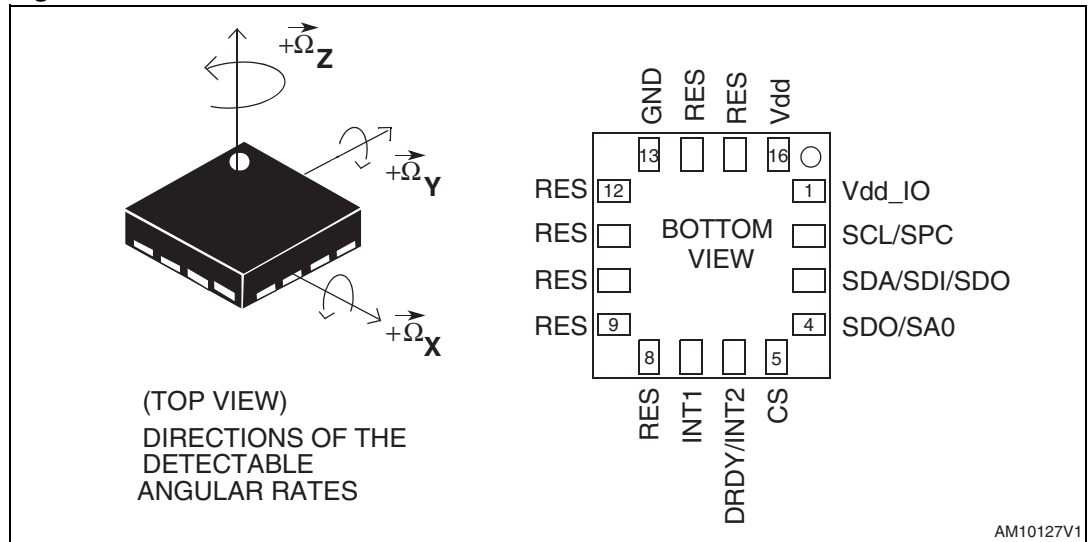 +Ω Z
+Ω Y
+Ω X
(TOP VIEW)
DIRECTIONS OF THE
DETECTABLE
ANGULAR RATES
GND RES RES Vdd
13 16
RES 12 1 Vdd_IO
RES SCL/SPC
BOTTOM
VIEW
RES SDA/SDI/SDO
RES 9 4 SDO/SA0
8 5
RES INT1 DRDY/INT2 CS
AM10127V1